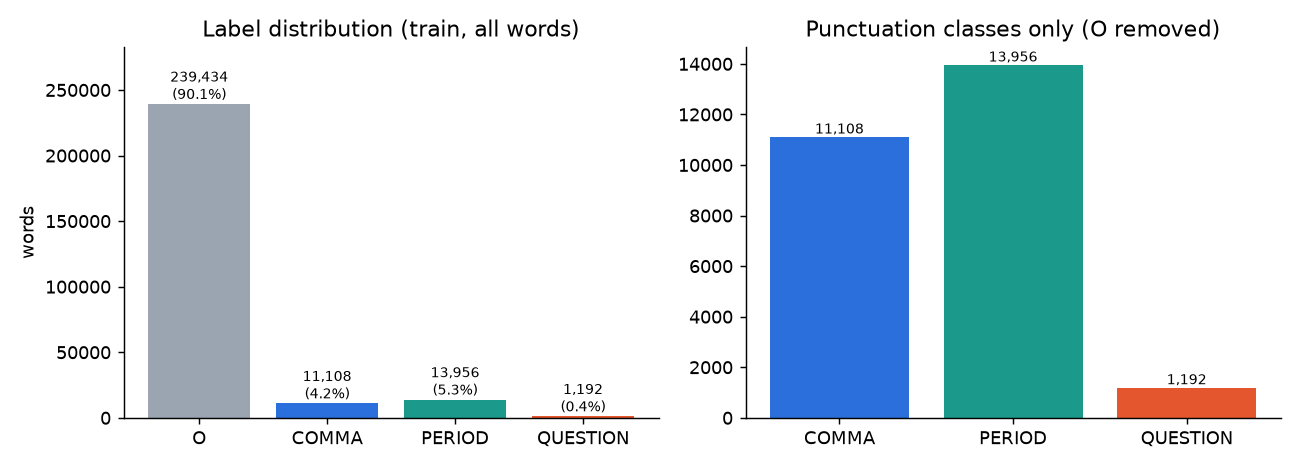 Label distribution (train, all words)
words
250000
200000
150000
100000
50000
0
239,434
(90.1%)
11,108
(4.2%)
13,956
(5.3%)
1,192
(0.4%)
O
COMMA
PERIOD
QUESTION
Punctuation classes only (O removed)
14000
12000
10000
8000
6000
4000
2000
0
11,108
13,956
1,192
COMMA
PERIOD
QUESTION